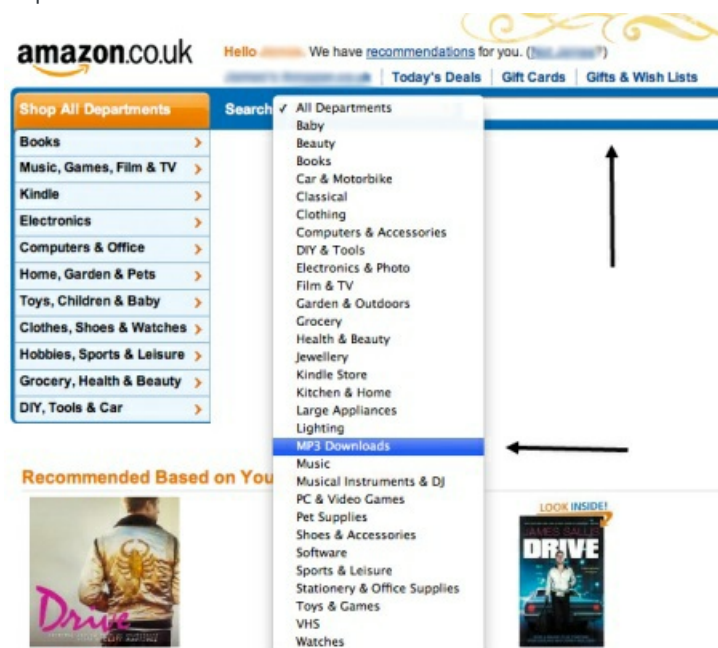 amazon.co.uk
Hello . We have recommendations for you. ( ?)
Today's Deals | Gift Cards | Gifts & Wish Lists
Shop All Departments
Search
Books
Music, Games, Film & TV
Kindle
Electronics
Computers & Office
Home, Garden & Pets
Toys, Children & Baby
Clothes, Shoes & Watches
Hobbies, Sports & Leisure
Grocery, Health & Beauty
DIY, Tools & Car
✓ All Departments
Baby
Beauty
Books
Car & Motorbike
Classical
Clothing
Computers & Accessories
DIY & Tools
Electronics & Photo
Film & TV
Garden & Outdoors
Grocery
Health & Beauty
Jewellery
Kindle Store
Kitchen & Home
Large Appliances
Lighting
MP3 Downloads
Music
Musical Instruments & DJ
PC & Video Games
Pet Supplies
Shoes & Accessories
Software
Sports & Leisure
Stationery & Office Supplies
Toys & Games
VHS
Watches
Recommended Based on You
Drive
LOOK INSIDE!
JAMES SALLIS
DRIVE